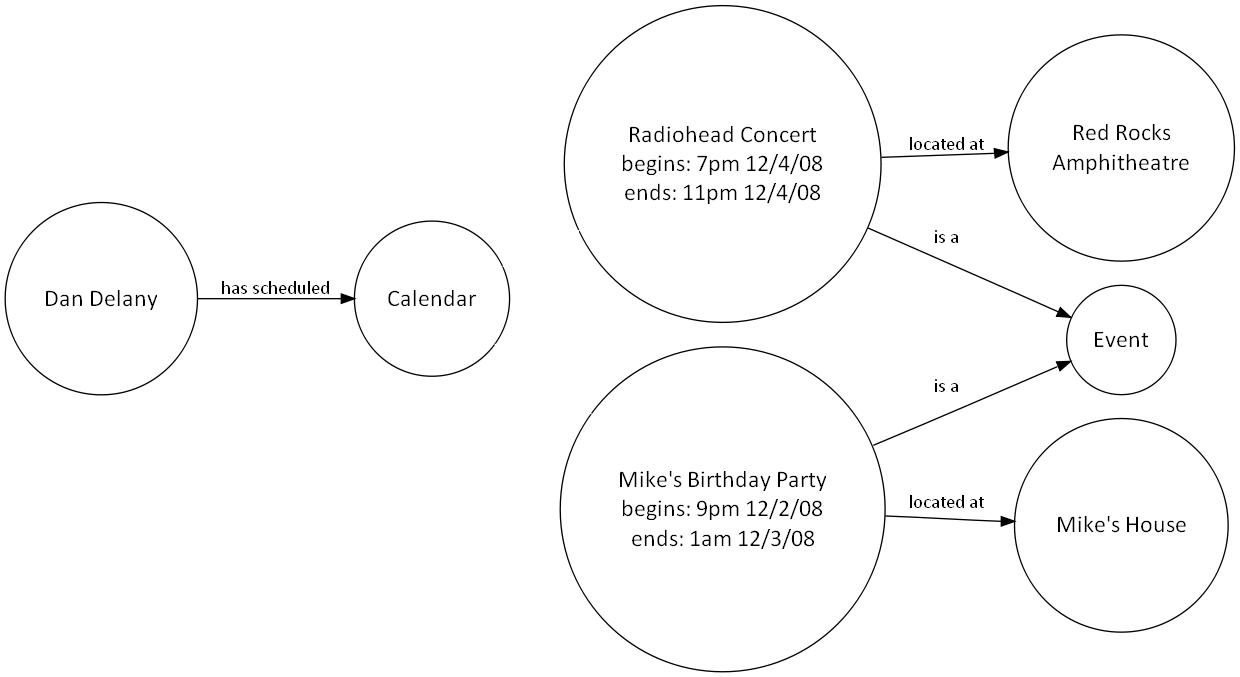 Dan Delany
has scheduled
Calendar
Radiohead Concert
begins: 7pm 12/4/08
ends: 11pm 12/4/08
located at
Red Rocks
Amphitheatre
is a
Event
is a
Mike's Birthday Party
begins: 9pm 12/2/08
ends: 1am 12/3/08
located at
Mike's House